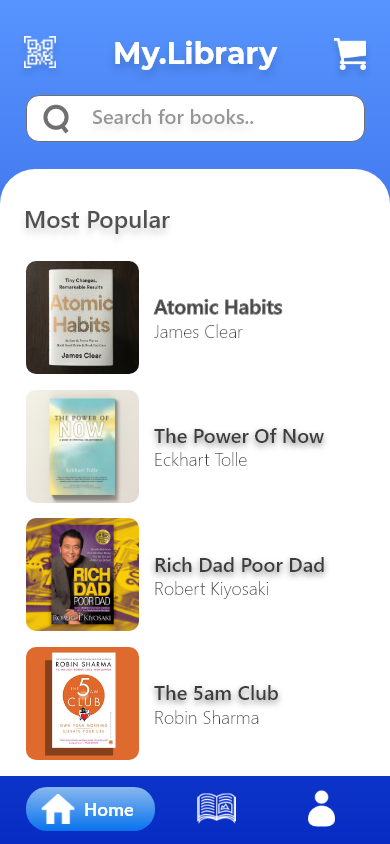 My.Library
Search for books..
Most Popular
Tiny Changes,
Remarkable Results
Atomic
Habits
James Clear
Atomic Habits
James Clear
THE POWER OF
NOW
Eckhart Tolle
The Power Of Now
Eckhart Tolle
RICH
DAD
POOR DAD
ROBERT T. KIYOSAKI
Rich Dad Poor Dad
Robert Kiyosaki
ROBIN SHARMA
THE
5 AM
CLUB
OWN YOUR MORNING
ELEVATE YOUR LIFE
The 5am Club
Robin Sharma
Home